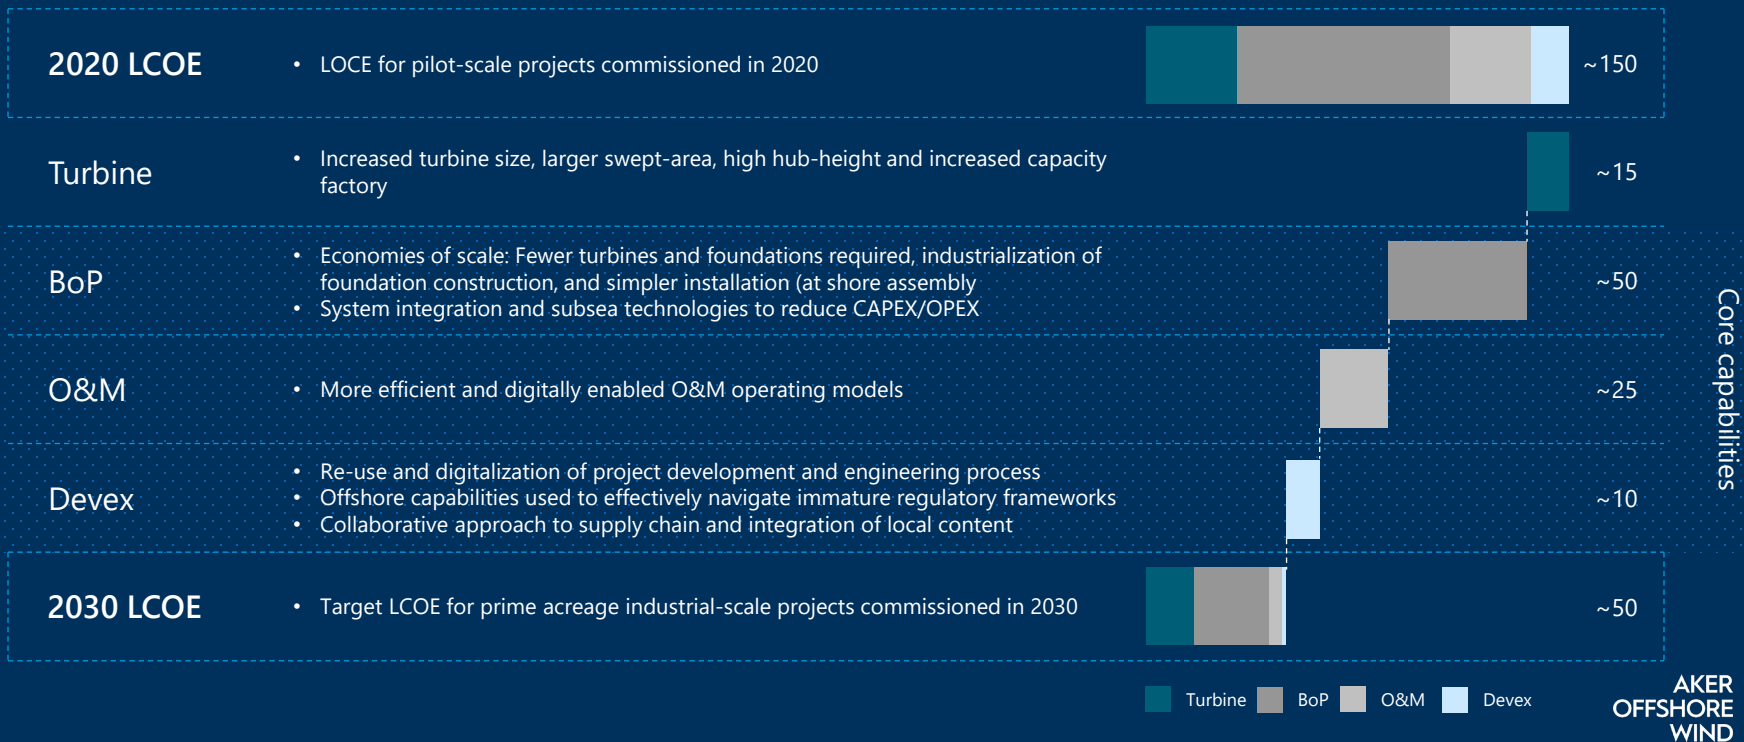 2020 LCOE
• LOCE for pilot-scale projects commissioned in 2020
~150
Turbine
• Increased turbine size, larger swept-area, high hub-height and increased capacity
factory
~15
BoP
• Economies of scale: Fewer turbines and foundations required, industrialization of
foundation construction, and simpler installation (at shore assembly
• System integration and subsea technologies to reduce CAPEX/OPEX
~50
O&M
• More efficient and digitally enabled O&M operating models
~25
Devex
• Re-use and digitalization of project development and engineering process
• Offshore capabilities used to effectively navigate immature regulatory frameworks
• Collaborative approach to supply chain and integration of local content
~10
Core capabilities
2030 LCOE
• Target LCOE for prime acreage industrial-scale projects commissioned in 2030
~50
Turbine BoP O&M Devex
AKER
OFFSHORE
WIND